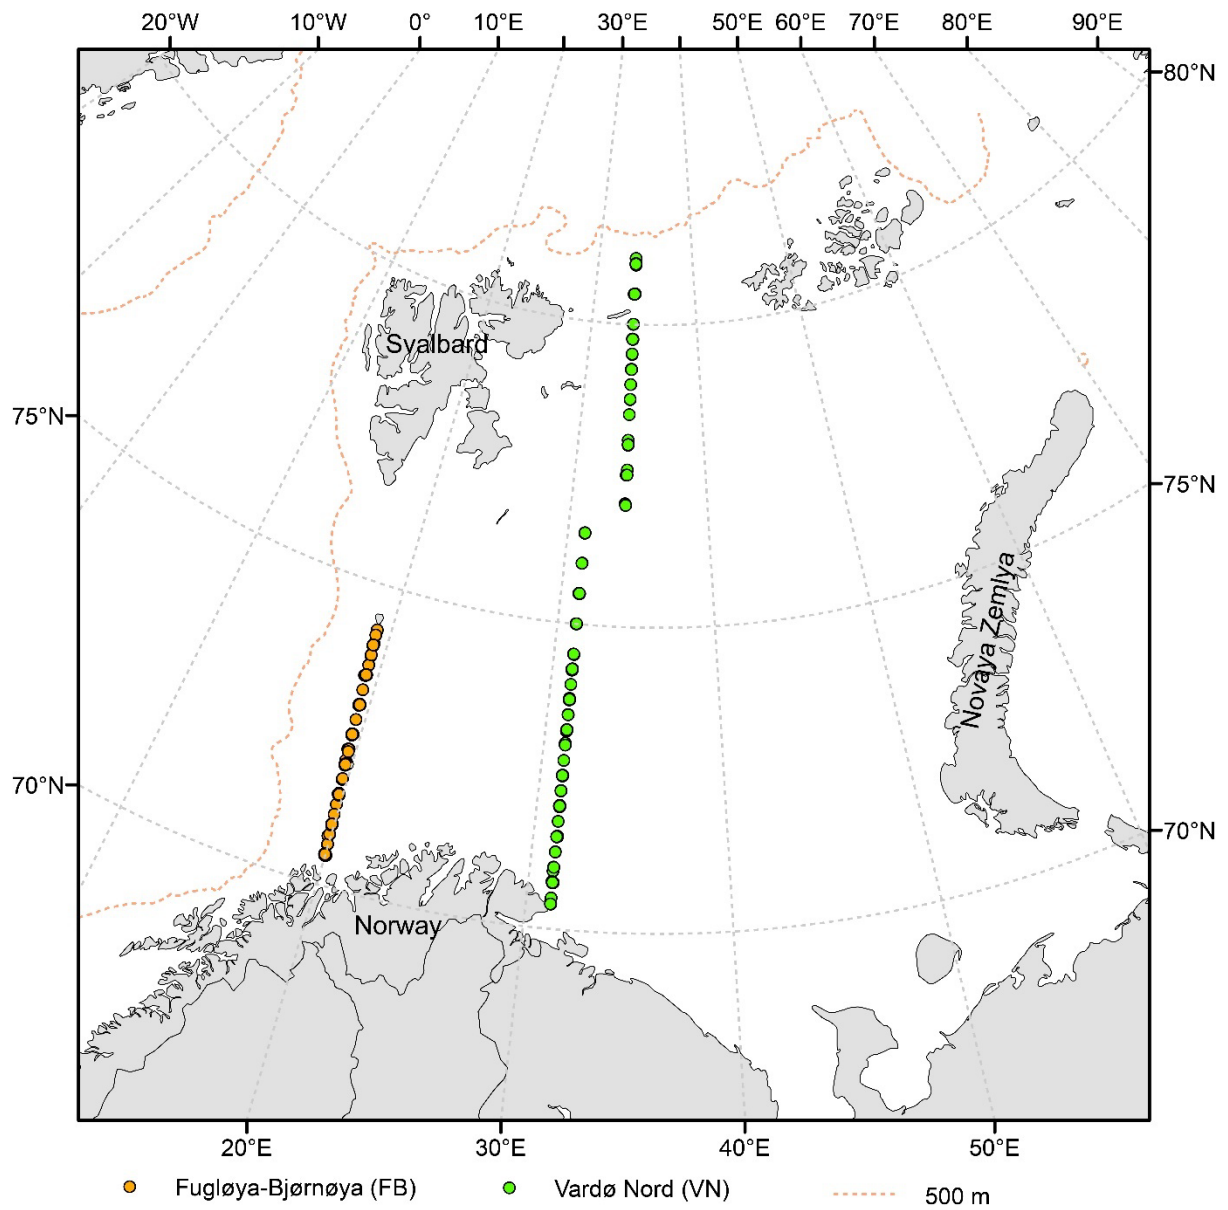 20°W 10°W 0° 10°E 30°E 50°E 60°E 70°E 80°E 90°E
80°N
Svalbard
75°N
75°N
Novaya Zemlya
70°N
70°N
Norway
20°E 30°E 40°E 50°E
Fugløya-Bjørnøya (FB) Vardø Nord (VN) 500 m